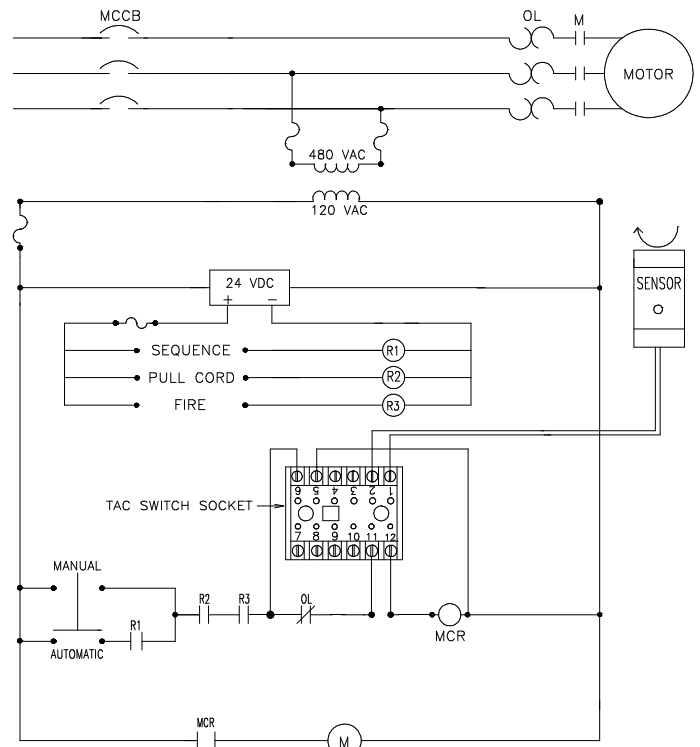 MCCB
OL
M
MOTOR
480 VAC
120 VAC
24 VDC
+ −
SENSOR
SEQUENCE
R1
PULL CORD
R2
FIRE
R3
6 5 4 3 2 1
TAC SWITCH SOCKET
7 8 9 10 11 12
MANUAL
R2
R3
OL
R1
AUTOMATIC
MCR
MCR
M